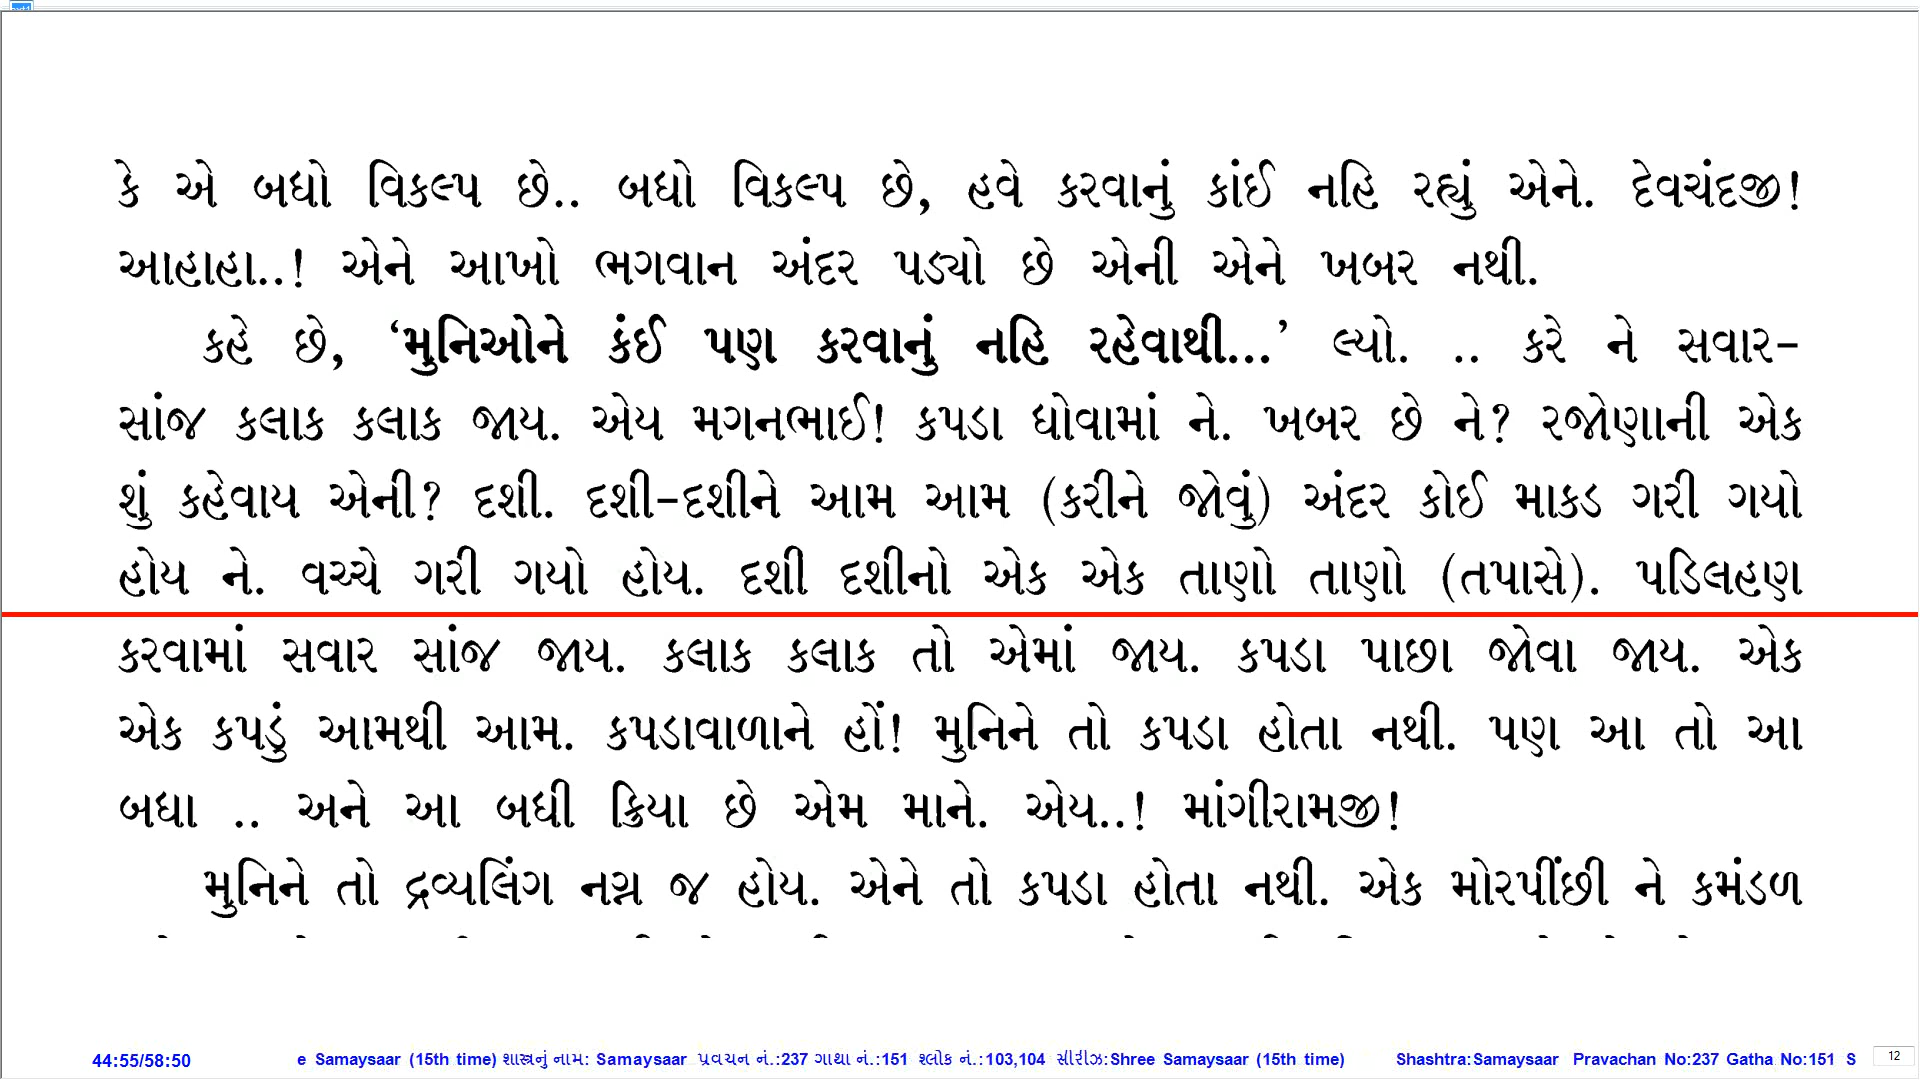 કે એ બધો વિકલ્પ છે.. બધો વિકલ્પ છે, હવે કરવાનું કાંઈ નહિ રહ્યું એને. દેવચંદજી!
આહાહા..! એને આખો ભગવાન અંદર પડ્યો છે એની એને ખબર નથી.
કહે છે, ‘મુનિઓને કંઈ પણ કરવાનું નહિ રહેવાથી...’ લ્યો. .. કરે ને સવાર-
સાંજ કલાક કલાક જાય. એય મગનભાઈ! કપડા ધોવામાં ને. ખબર છે ને? રજોણાની એક
શું કહેવાય એની? દશી. દશી-દશીને આમ આમ (કરીને જોવું) અંદર કોઈ માકડ ગરી ગયો
હોય ને. વચ્ચે ગરી ગયો હોય. દશી દશીનો એક એક તાણો તાણો (તપાસે). પડિલહણ
કરવામાં સવાર સાંજ જાય. કલાક કલાક તો એમાં જાય. કપડા પાછા જોવા જાય. એક
એક કપડું આમથી આમ. કપડાવાળાને હોં! મુનિને તો કપડા હોતા નથી. પણ આ તો આ
બધા .. અને આ બધી ક્રિયા છે એમ માને. એય..! માંગીરામજી!
મુનિને તો દ્રવ્યલિંગ નગ્ન જ હોય. એને તો કપડા હોતા નથી. એક મોરપીંછી ને કમંડળ
44:55/58:50 e Samaysaar (15th time) શાસ્ત્રનું નામ: Samaysaar પ્રવચન નં.:237 ગાથા નં.:151 શ્લોક નં.:103,104 સીરીઝ:Shree Samaysaar (15th time) Shashtra:Samaysaar Pravachan No:237 Gatha No:151 S 12